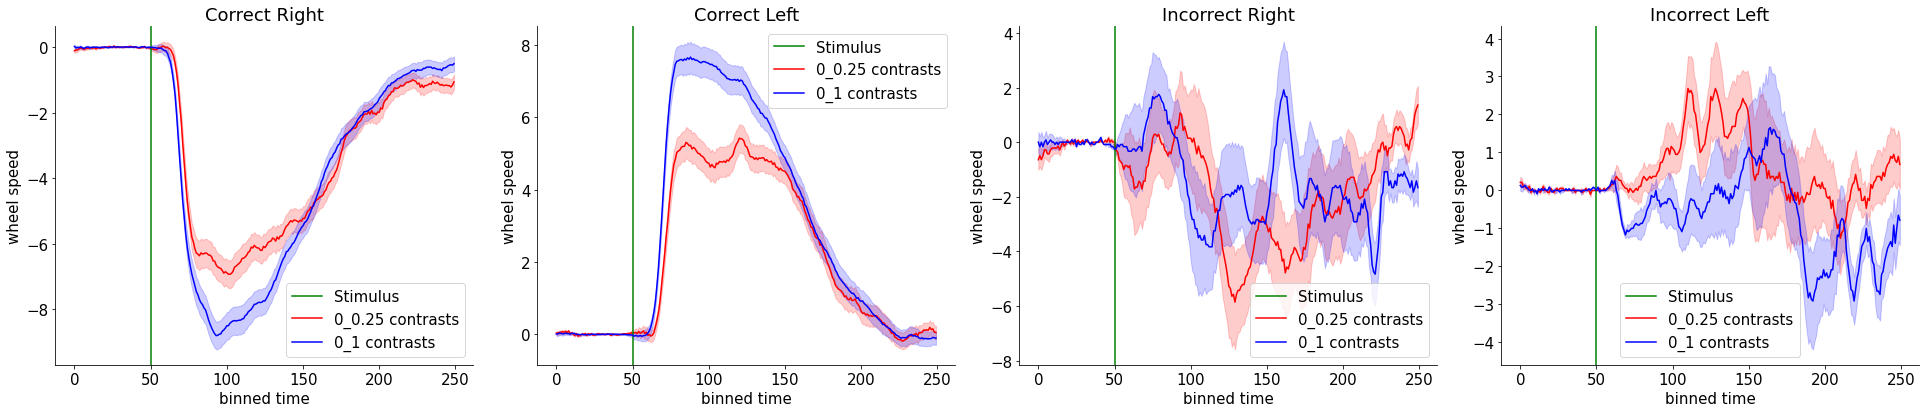 Correct Right
0
−2
−4
−6
−8
wheel speed
0
50
100
150
200
250
binned time
Stimulus
0_0.25 contrasts
0_1 contrasts
Correct Left
8
6
4
2
0
wheel speed
0
50
100
150
200
250
binned time
Stimulus
0_0.25 contrasts
0_1 contrasts
Incorrect Right
4
2
0
−2
−4
−6
−8
wheel speed
0
50
100
150
200
250
binned time
Stimulus
0_0.25 contrasts
0_1 contrasts
Incorrect Left
4
3
2
1
0
−1
−2
−3
−4
wheel speed
0
50
100
150
200
250
binned time
Stimulus
0_0.25 contrasts
0_1 contrasts